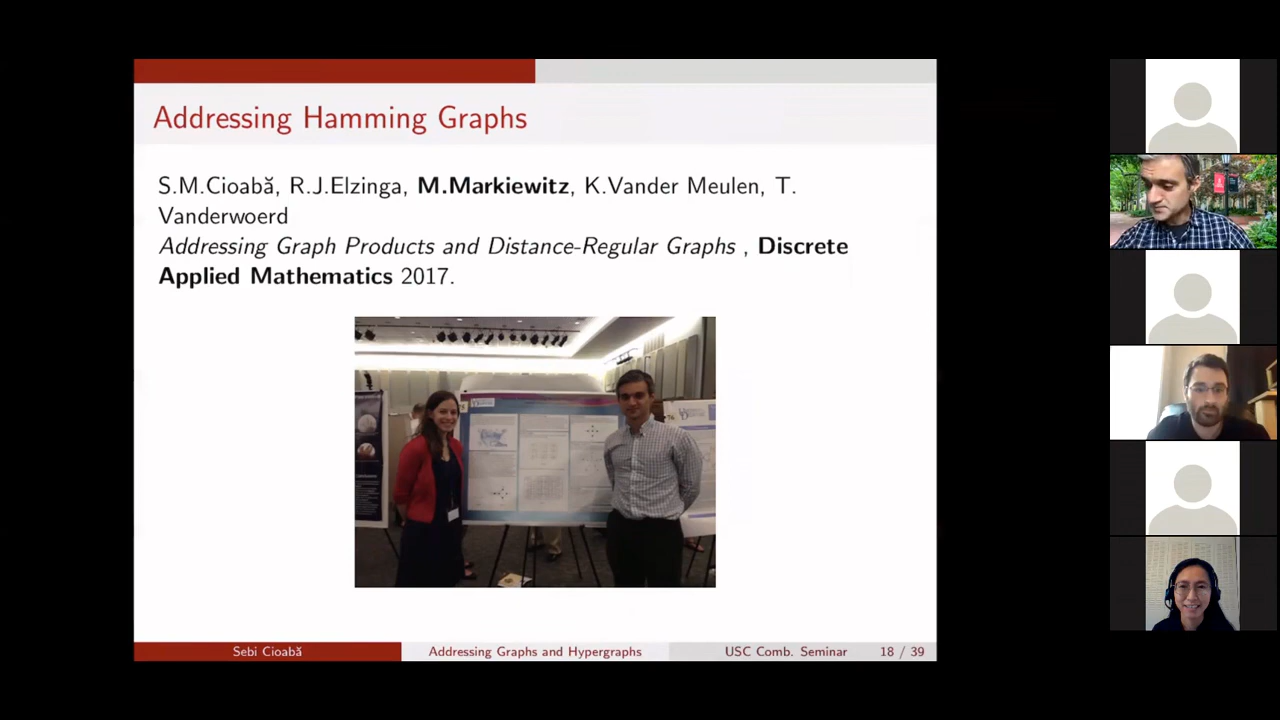 Addressing Hamming Graphs
S.M.Cioabă, R.J.Elzinga, M.Markiewitz, K.Vander Meulen, T.
Vanderwoerd
Addressing Graph Products and Distance-Regular Graphs , Discrete
Applied Mathematics 2017.
Sebi Cioabă
Addressing Graphs and Hypergraphs
USC Comb. Seminar
18 / 39